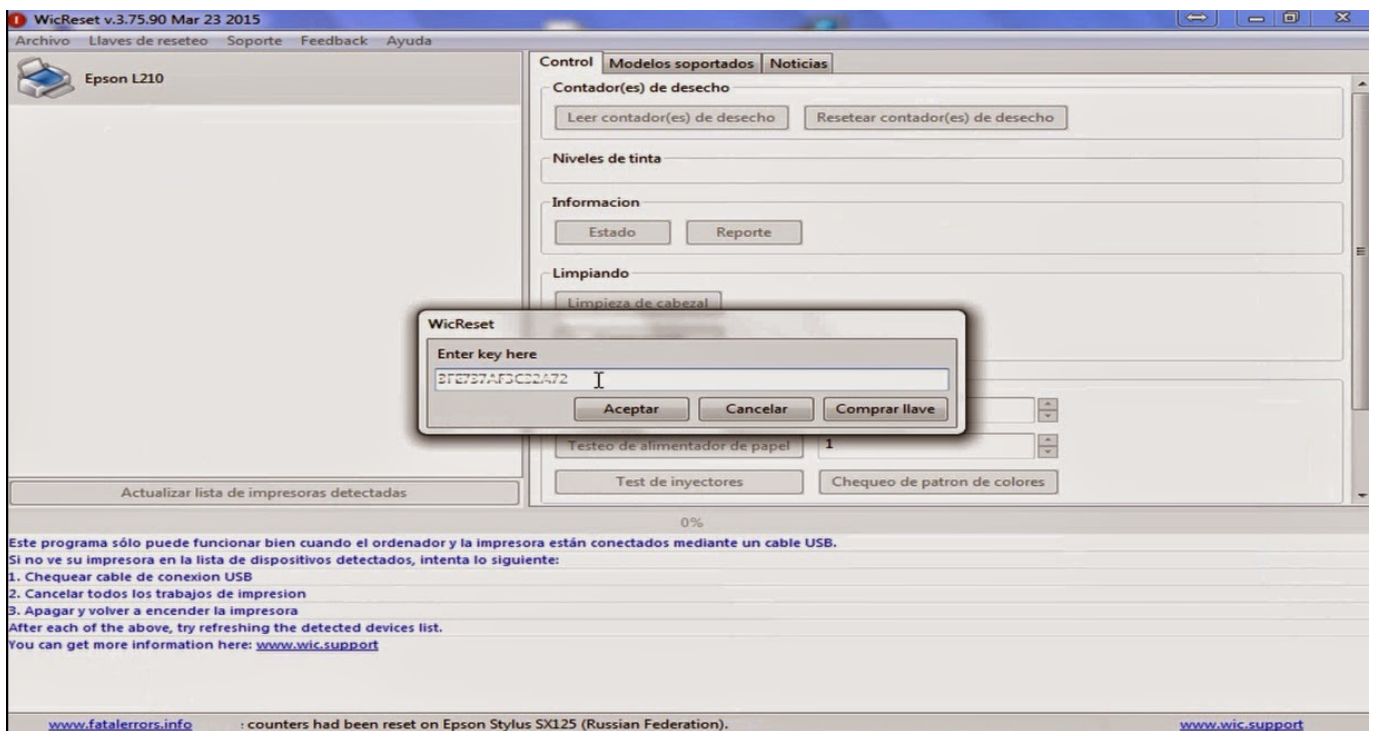 WicReset v.3.75.90 Mar 23 2015
Archivo Llaves de reseteo Soporte Feedback Ayuda
Epson L210
Control Modelos soportados Noticias
Contador(es) de desecho
Leer contador(es) de desecho Resetear contador(es) de desecho
Niveles de tinta
Informacion
Estado Reporte
Limpiando
Limpieza de cabezal
WicReset
Enter key here
Aceptar Cancelar Comprar llave
Testeo de alimentador de papel 1
Test de inyectores Chequeo de patron de colores
Actualizar lista de impresoras detectadas
0%
Este programa sólo puede funcionar bien cuando el ordenador y la impresora están conectados mediante un cable USB.
Si no ve su impresora en la lista de dispositivos detectados, intenta lo siguiente:
1. Chequear cable de conexion USB
2. Cancelar todos los trabajos de impresion
3. Apagar y volver a encender la impresora
After each of the above, try refreshing the detected devices list.
You can get more information here: www.wic.support
www.fatalerrors.info : counters had been reset on Epson Stylus SX125 (Russian Federation). www.wic.support